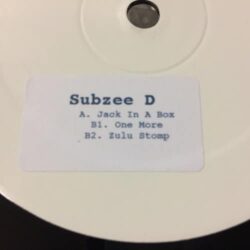 Subzee D
A. Jack In A Box
B1. One More
B2. Zulu Stomp